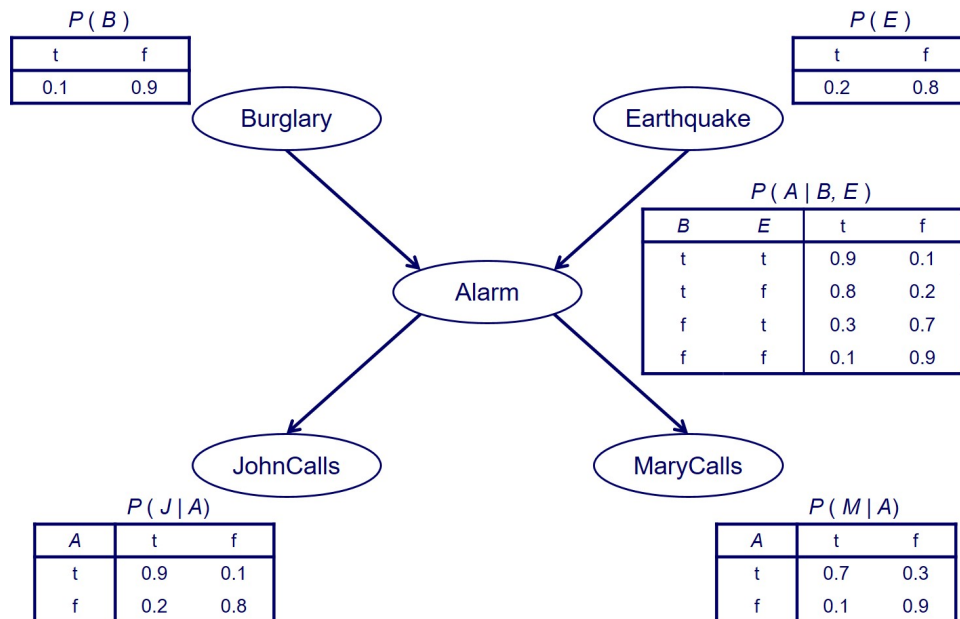 P ( B )
t f
0.1 0.9
P ( E )
t f
0.2 0.8
Burglary
Earthquake
P ( A | B, E )
B E t f
t t 0.9 0.1
t f 0.8 0.2
f t 0.3 0.7
f f 0.1 0.9
Alarm
JohnCalls
MaryCalls
P ( J | A)
A t f
t 0.9 0.1
f 0.2 0.8
P ( M | A)
A t f
t 0.7 0.3
f 0.1 0.9